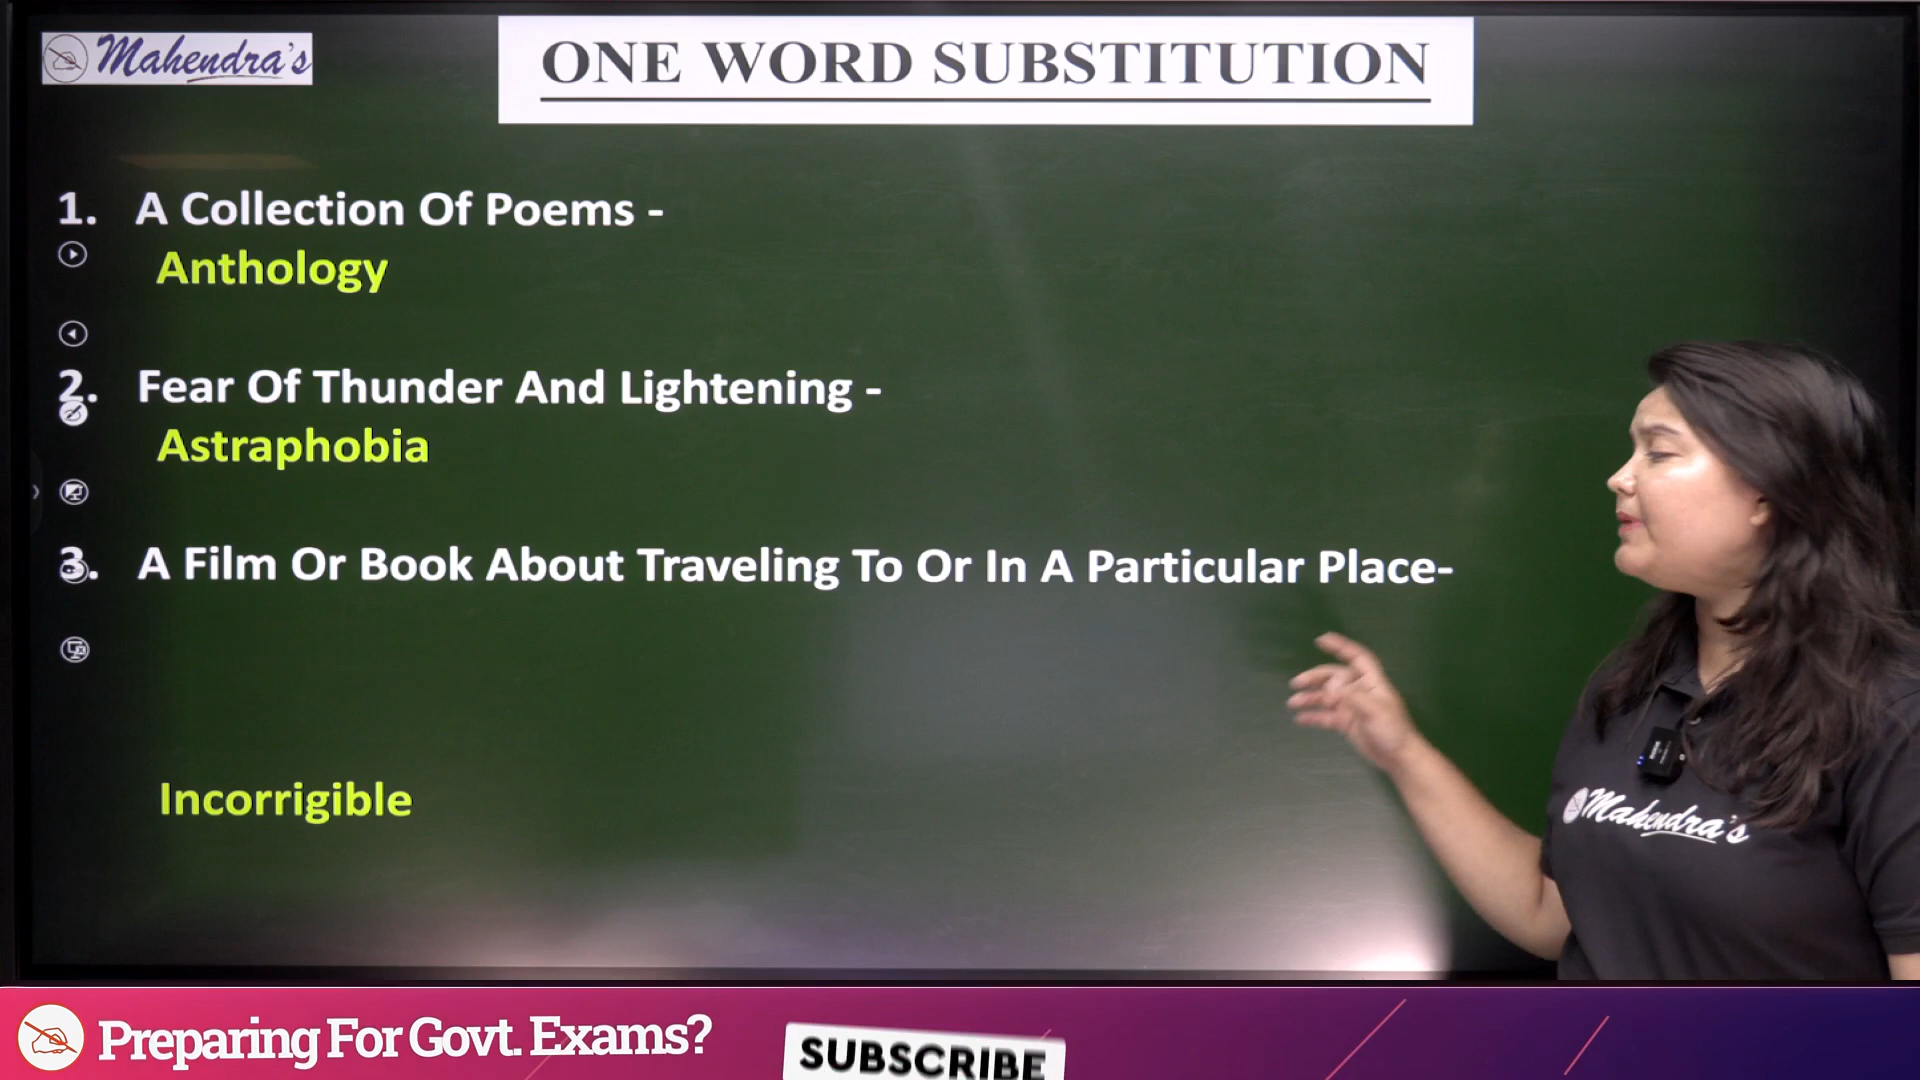 Mahendra's
ONE WORD SUBSTITUTION
1. A Collection Of Poems -
Anthology
2. Fear Of Thunder And Lightening -
Astraphobia
3. A Film Or Book About Traveling To Or In A Particular Place-
Incorrigible
Mahendra's
Preparing For Govt. Exams?
SUBSCRIBE